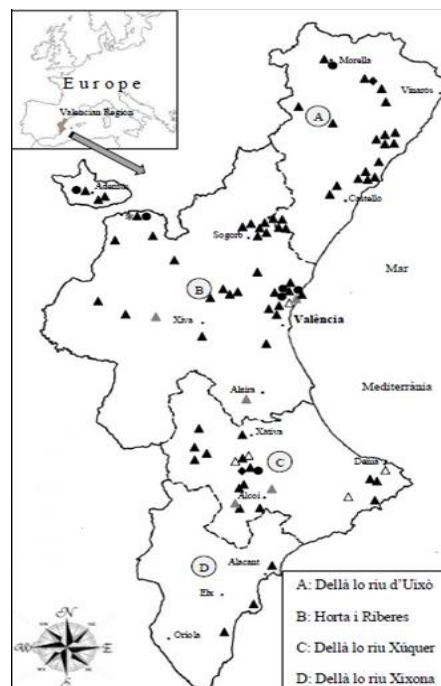 Europe
Valencian Region
Morella
Vinaròs
A
Ademús
Castelló
Sogorb
Mar
B
València
Xiva
Alzira
Mediterrània
Xàtiva
C
Dénia
Alcoi
D
Alacant
Elx
Oriola
N
E
S
A: Dellà lo riu d'Uixò
B: Horta i Riberes
C: Dellà lo riu Xúquer
D: Dellà lo riu Xixona